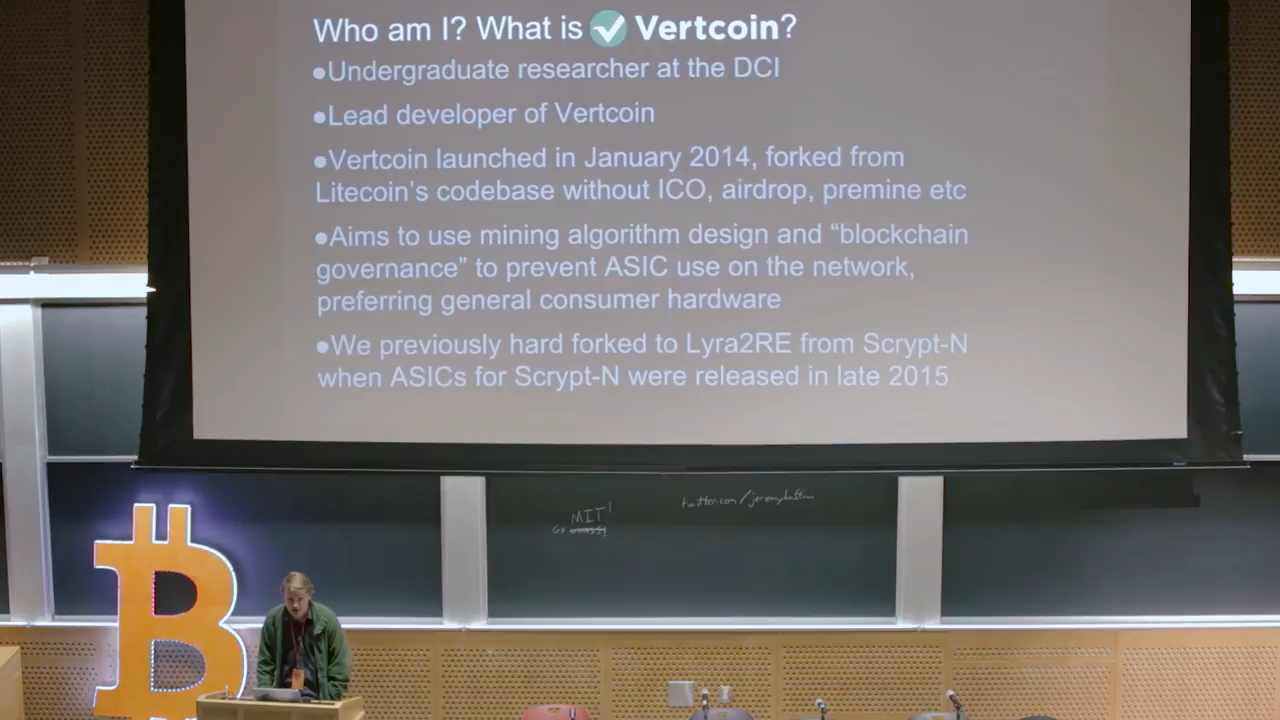 Who am I? What is Vertcoin?
●Undergraduate researcher at the DCI
●Lead developer of Vertcoin
●Vertcoin launched in January 2014, forked from
Litecoin's codebase without ICO, airdrop, premine etc
●Aims to use mining algorithm design and “blockchain
governance” to prevent ASIC use on the network,
preferring general consumer hardware
●We previously hard forked to Lyra2RE from Scrypt-N
when ASICs for Scrypt-N were released in late 2015
MIT!
Go